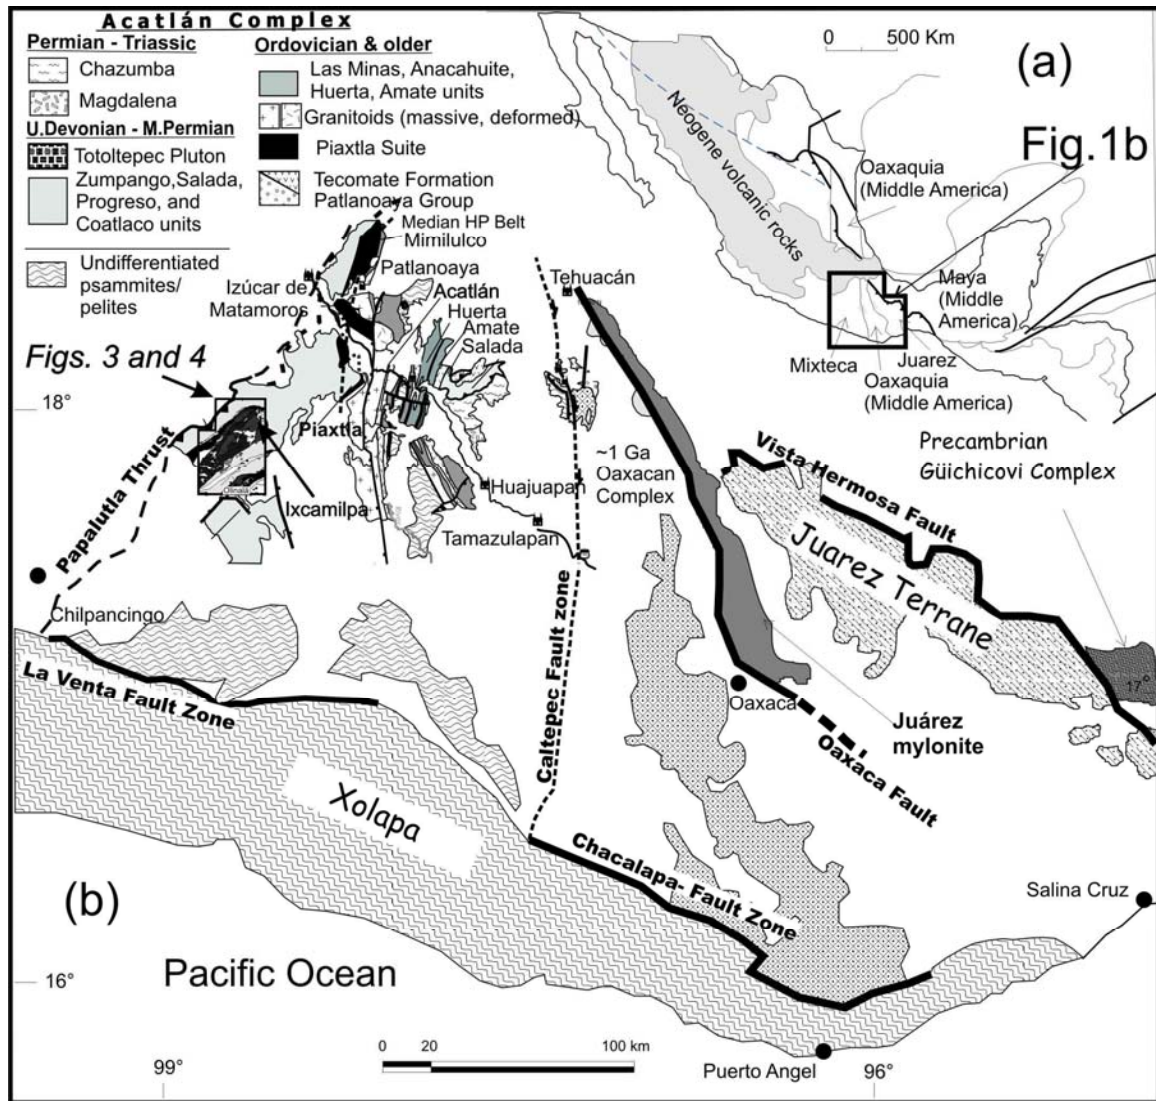 Acatlán Complex
Permian - Triassic
Chazumba
Magdalena
U.Devonian - M.Permian
Totoltepec Pluton
Zumpango,Salada,
Progreso, and
Coatlaco units
Undifferentiated
psammites/
pelites
Ordovician & older
Las Minas, Anacahuite,
Huerta, Amate units
Granitoids (massive, deformed)
Piaxtla Suite
Tecomate Formation
Patlanoaya Group
0 500 Km
(a)
Fig.1b
Neogene volcanic rocks
Oaxaquia
(Middle America)
Maya
(Middle
America)
Mixteca
Juarez
Oaxaquia
(Middle America)
Median HP Belt
Mimilulco
Patlanoaya
Izúcar de
Matamoros
Acatlán
Huerta
Amate
Salada
Tehuacán
Figs. 3 and 4
18°
Piaxtla
Olinalá
Ixcamilpa
Huajuapan
Tamazulapan
~1 Ga
Oaxacan
Complex
Precambrian
Güichicovi Complex
Vista Hermosa Fault
Juarez Terrane
Papalutla Thrust
Chilpancingo
La Venta Fault Zone
Caltepec Fault zone
Oaxaca
17°
Juárez
mylonite
Oaxaca Fault
Xolapa
Chacalapa- Fault Zone
(b)
Salina Cruz
Pacific Ocean
16°
0 20 100 km
Puerto Angel
99°
96°